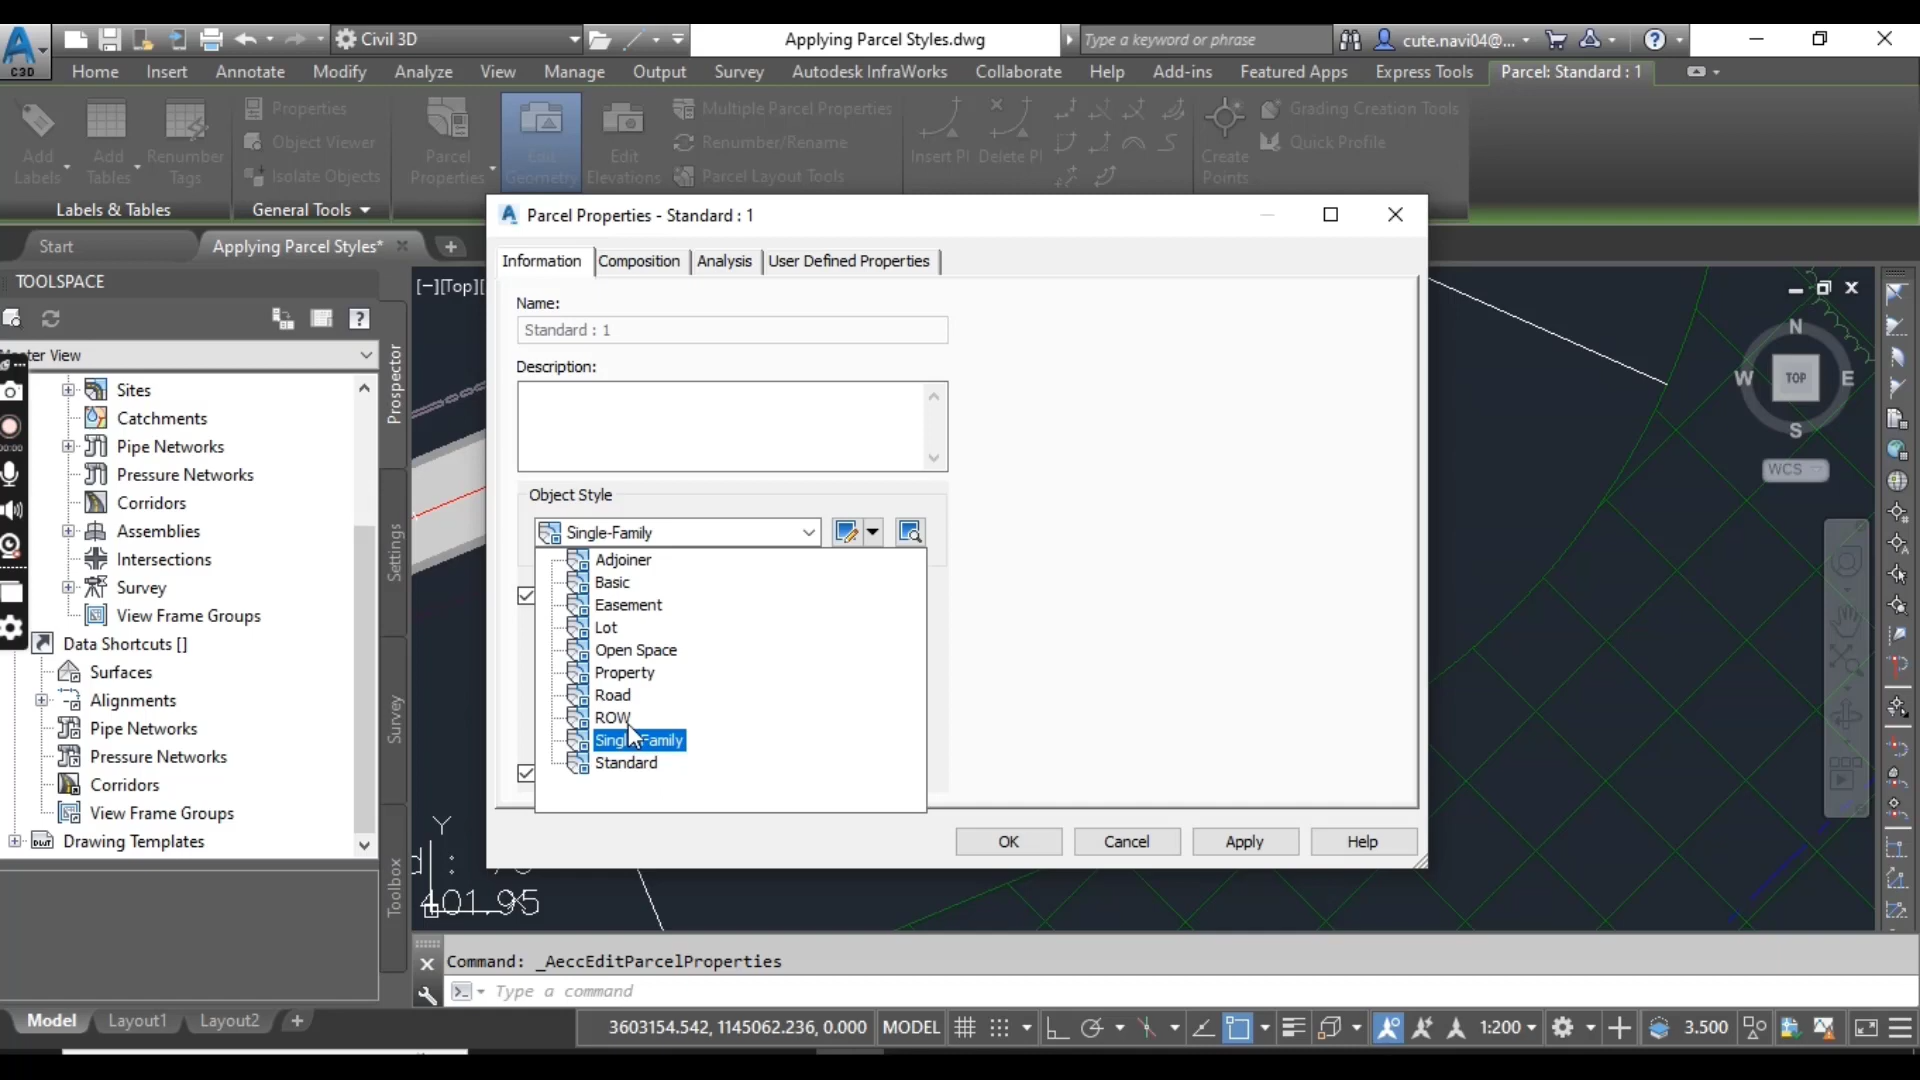 C3D
Civil 3D
Applying Parcel Styles.dwg
Type a keyword or phrase
cute.navi04@...
Home Insert Annotate Modify Analyze View Manage Output Survey Autodesk InfraWorks Collaborate Help Add-ins Featured Apps Express Tools Parcel: Standard : 1
Add Labels
Add Tables
Renumber Tags
Labels & Tables
Properties
Object Viewer
Isolate Objects
General Tools
Parcel Properties
Edit Geometry
Edit Elevations
Multiple Parcel Properties
Renumber/Rename
Parcel Layout Tools
Insert PI
Delete PI
Create Points
Grading Creation Tools
Quick Profile
Start
Applying Parcel Styles*
TOOLSPACE
ter View
Sites
Catchments
Pipe Networks
Pressure Networks
Corridors
Assemblies
Intersections
Survey
View Frame Groups
Data Shortcuts []
Surfaces
Alignments
Pipe Networks
Pressure Networks
Corridors
View Frame Groups
Drawing Templates
00:00
Prospector
Settings
Survey
Toolbox
[−][Top][
Parcel Properties - Standard : 1
Information Composition Analysis User Defined Properties
Name:
Standard : 1
Description:
Object Style
Single-Family
Adjoiner
Basic
Easement
Lot
Open Space
Property
Road
ROW
Single-Family
Standard
OK Cancel Apply Help
N
W TOP E
S
WCS
Y
X
401.95
Command: _AeccEditParcelProperties
Type a command
Model Layout1 Layout2
3603154.542, 1145062.236, 0.000 MODEL 1:200 3.500